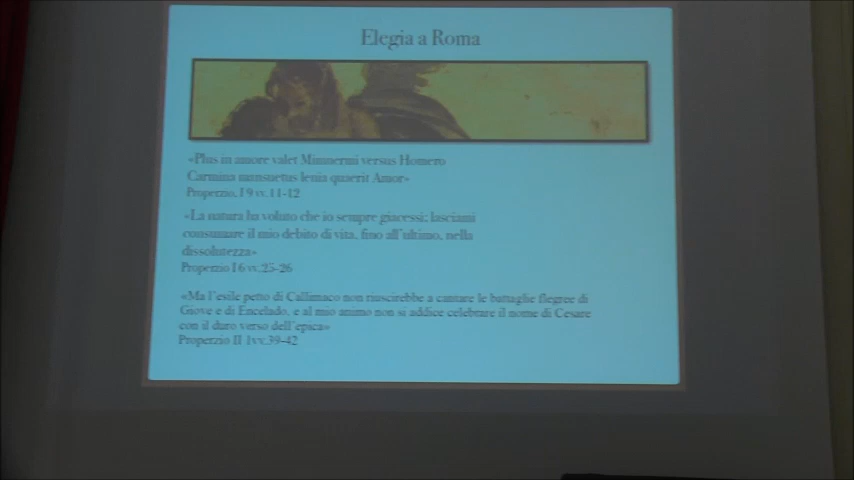 Elegia a Roma
«Plus in amore valet Mimnermi versus Homero
Carmina mansuetus lenia quaerit Amor»
Properzio, I 9 vv.11-12
«La natura ha voluto che io sempre giacessi; lasciami
consumare il mio debito di vita, fino all'ultimo, nella
dissolutezza»
Properzio I 6 vv.25-26
«Ma l'esile petto di Callimaco non riuscirebbe a cantare le battaglie flegree di
Giove e di Encelado, e al mio animo non si addice celebrare il nome di Cesare
con il duro verso dell'epica»
Properzio II 1vv.39-42